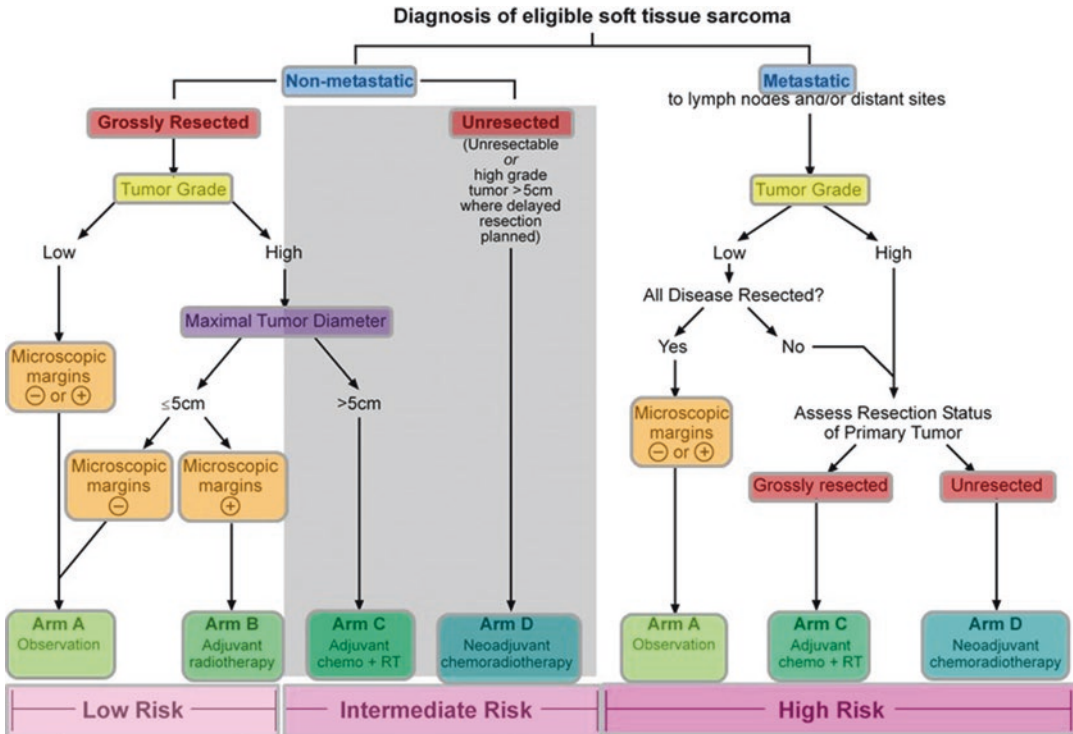 Diagnosis of eligible soft tissue sarcoma
Non-metastatic
Metastatic
to lymph nodes and/or distant sites
Grossly Resected
Unresected
(Unresectable
or
high grade
tumor >5cm
where delayed
resection
planned)
Tumor Grade
Tumor Grade
Low
High
Low
High
All Disease Resected?
Maximal Tumor Diameter
Yes
No
Microscopic
margins
⊖ or ⊕
≤5cm
>5cm
Microscopic
margins
⊖ or ⊕
Assess Resection Status
of Primary Tumor
Microscopic
margins
⊖
Microscopic
margins
⊕
Grossly resected
Unresected
Arm A
Observation
Arm B
Adjuvant
radiotherapy
Arm C
Adjuvant
chemo + RT
Arm D
Neoadjuvant
chemoradiotherapy
Arm A
Observation
Arm C
Adjuvant
chemo + RT
Arm D
Neoadjuvant
chemoradiotherapy
Low Risk
Intermediate Risk
High Risk